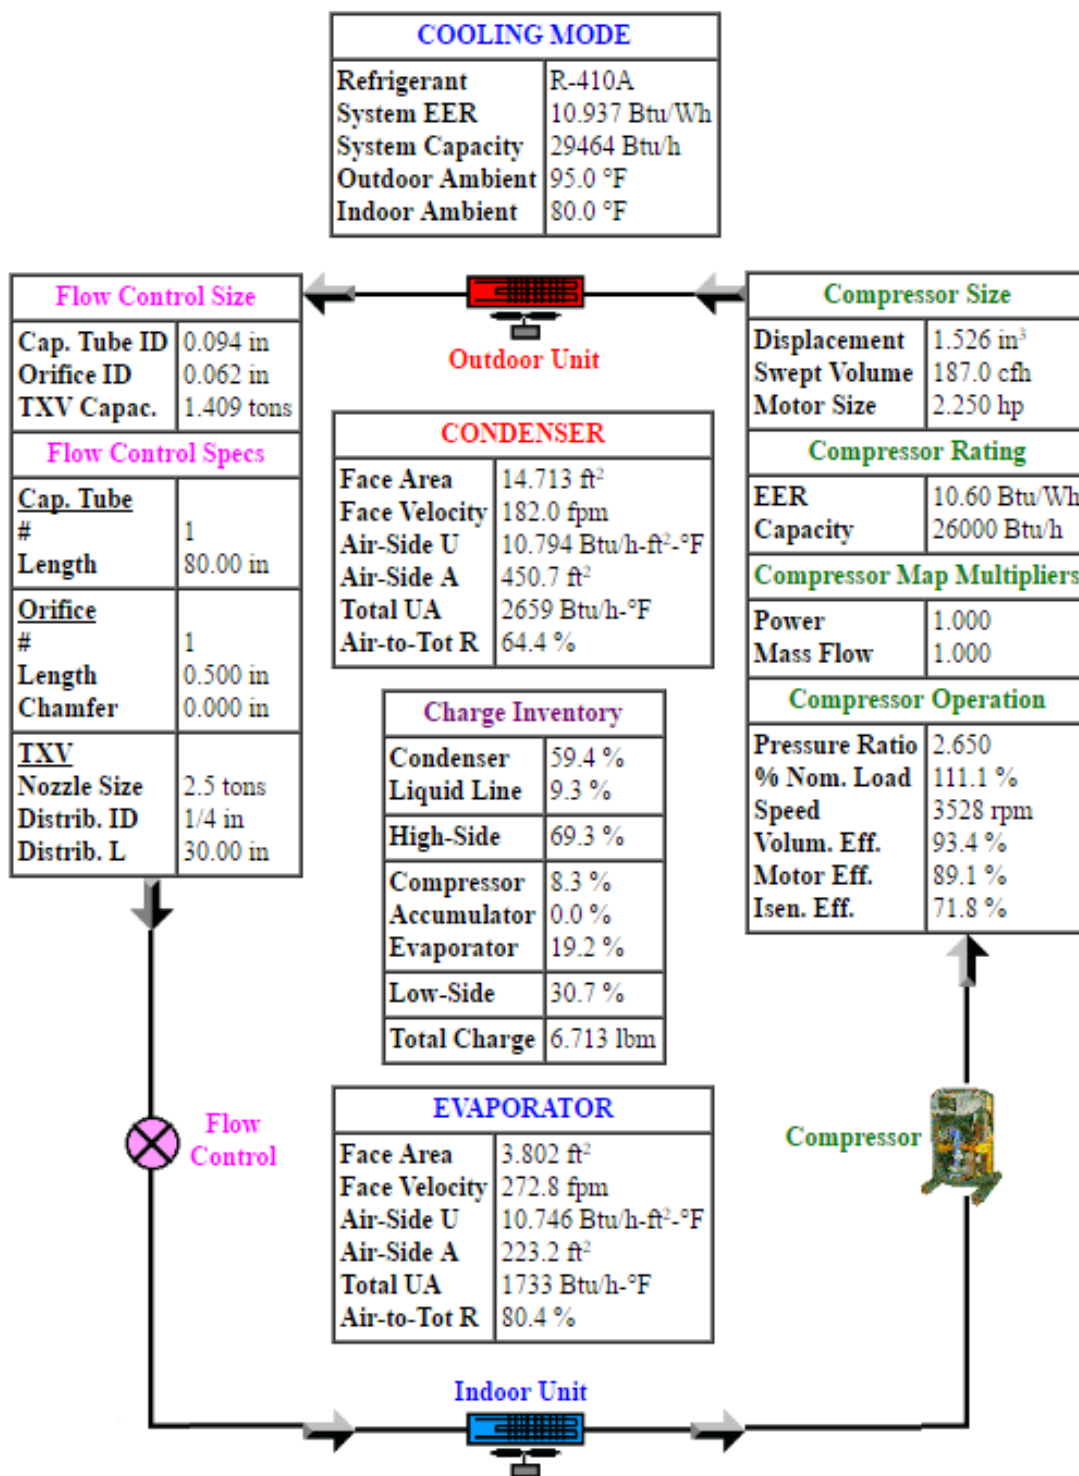 COOLING MODE
Refrigerant R-410A
System EER 10.937 Btu/Wh
System Capacity 29464 Btu/h
Outdoor Ambient 95.0 °F
Indoor Ambient 80.0 °F
Outdoor Unit
Flow Control Size
Cap. Tube ID 0.094 in
Orifice ID 0.062 in
TXV Capac. 1.409 tons
Flow Control Specs
Cap. Tube
# 1
Length 80.00 in
Orifice
# 1
Length 0.500 in
Chamfer 0.000 in
TXV
Nozzle Size 2.5 tons
Distrib. ID 1/4 in
Distrib. L 30.00 in
CONDENSER
Face Area 14.713 ft²
Face Velocity 182.0 fpm
Air-Side U 10.794 Btu/h-ft²-°F
Air-Side A 450.7 ft²
Total UA 2659 Btu/h-°F
Air-to-Tot R 64.4 %
Charge Inventory
Condenser 59.4 %
Liquid Line 9.3 %
High-Side 69.3 %
Compressor 8.3 %
Accumulator 0.0 %
Evaporator 19.2 %
Low-Side 30.7 %
Total Charge 6.713 lbm
Compressor Size
Displacement 1.526 in³
Swept Volume 187.0 cfh
Motor Size 2.250 hp
Compressor Rating
EER 10.60 Btu/Wh
Capacity 26000 Btu/h
Compressor Map Multipliers
Power 1.000
Mass Flow 1.000
Compressor Operation
Pressure Ratio 2.650
% Nom. Load 111.1 %
Speed 3528 rpm
Volum. Eff. 93.4 %
Motor Eff. 89.1 %
Isen. Eff. 71.8 %
Flow
Control
EVAPORATOR
Face Area 3.802 ft²
Face Velocity 272.8 fpm
Air-Side U 10.746 Btu/h-ft²-°F
Air-Side A 223.2 ft²
Total UA 1733 Btu/h-°F
Air-to-Tot R 80.4 %
Compressor
Indoor Unit